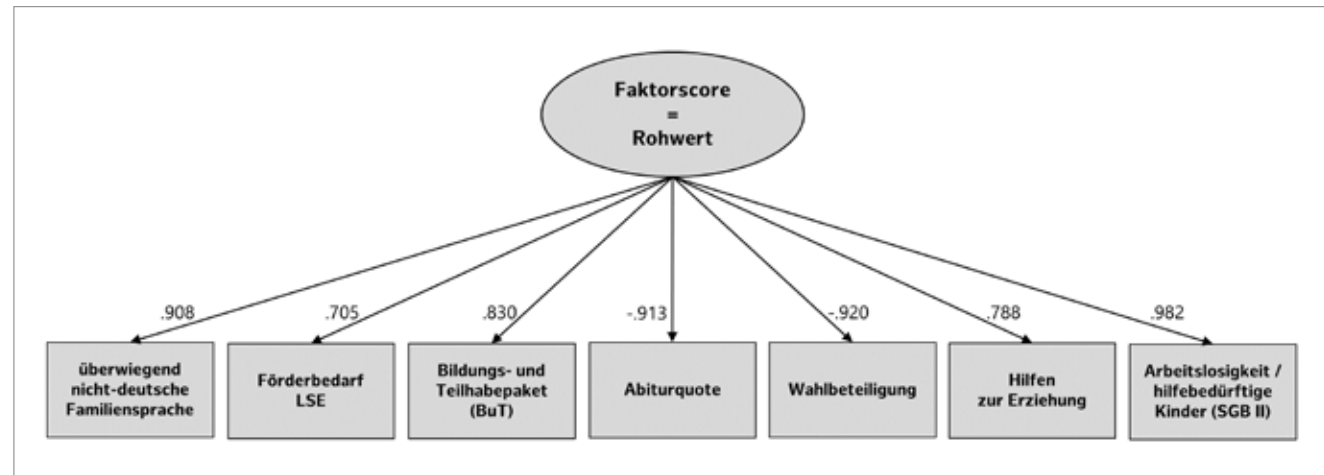 Faktorscore
=
Rohwert
.908
.705
.830
-.913
-.920
.788
.982
überwiegend
nicht-deutsche
Familiensprache
Förderbedarf
LSE
Bildungs- und
Teilhabepaket
(BuT)
Abiturquote
Wahlbeteiligung
Hilfen
zur Erziehung
Arbeitslosigkeit /
hilfebedürftige
Kinder (SGB II)